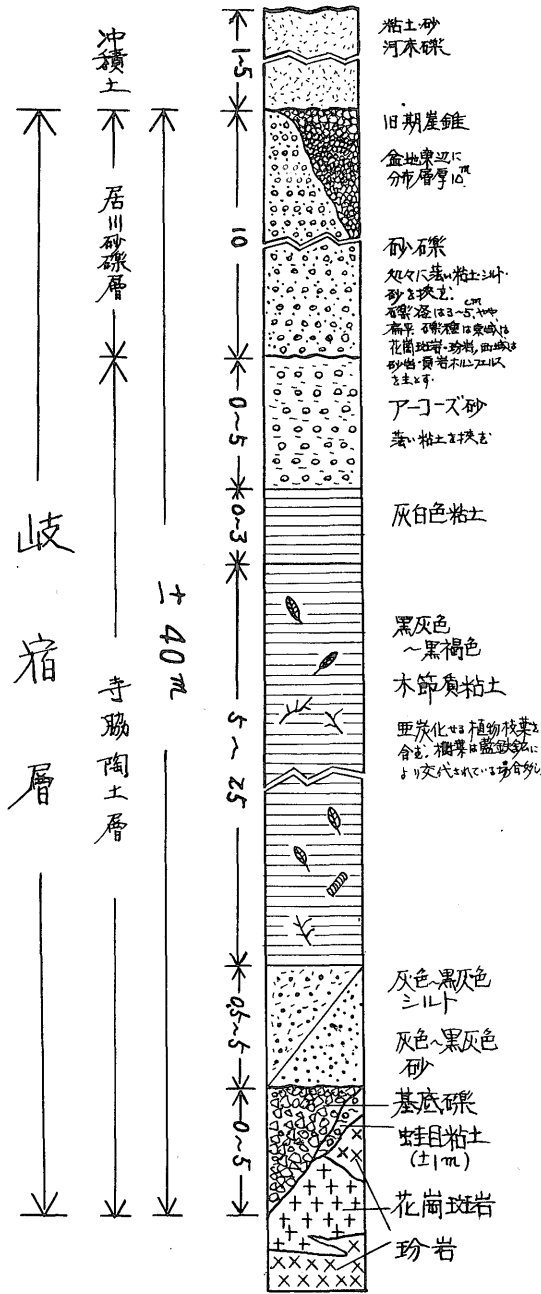 沖積土
岐宿層
居川砂礫層
寺脇陶土層
±40m
1~5
10
0~5
0~3
5~25
0.5~5
0~5
粘土・砂
河末礫
旧期崖錐
盆地東辺に
分布層厚10m
砂・礫
処々に薄い粘土・シルト・
砂を挟む.
礫径は3~5cm,やや
扁平 礫種は東域は
花崗斑岩・玢岩,西域は
砂岩・頁岩ホルンフェルス
を主とす.
アーコーズ砂
薄い粘土を挟む
灰白色粘土
黒灰色
~黒褐色
木節質粘土
亜炭化せる植物枝葉を
含む. 樹葉は藍鉄鉱に
より交代されている場合多し.
灰色~黒灰色
シルト
灰色~黒灰色
砂
基底礫
蛙目粘土
(±1m)
花崗斑岩
玢岩